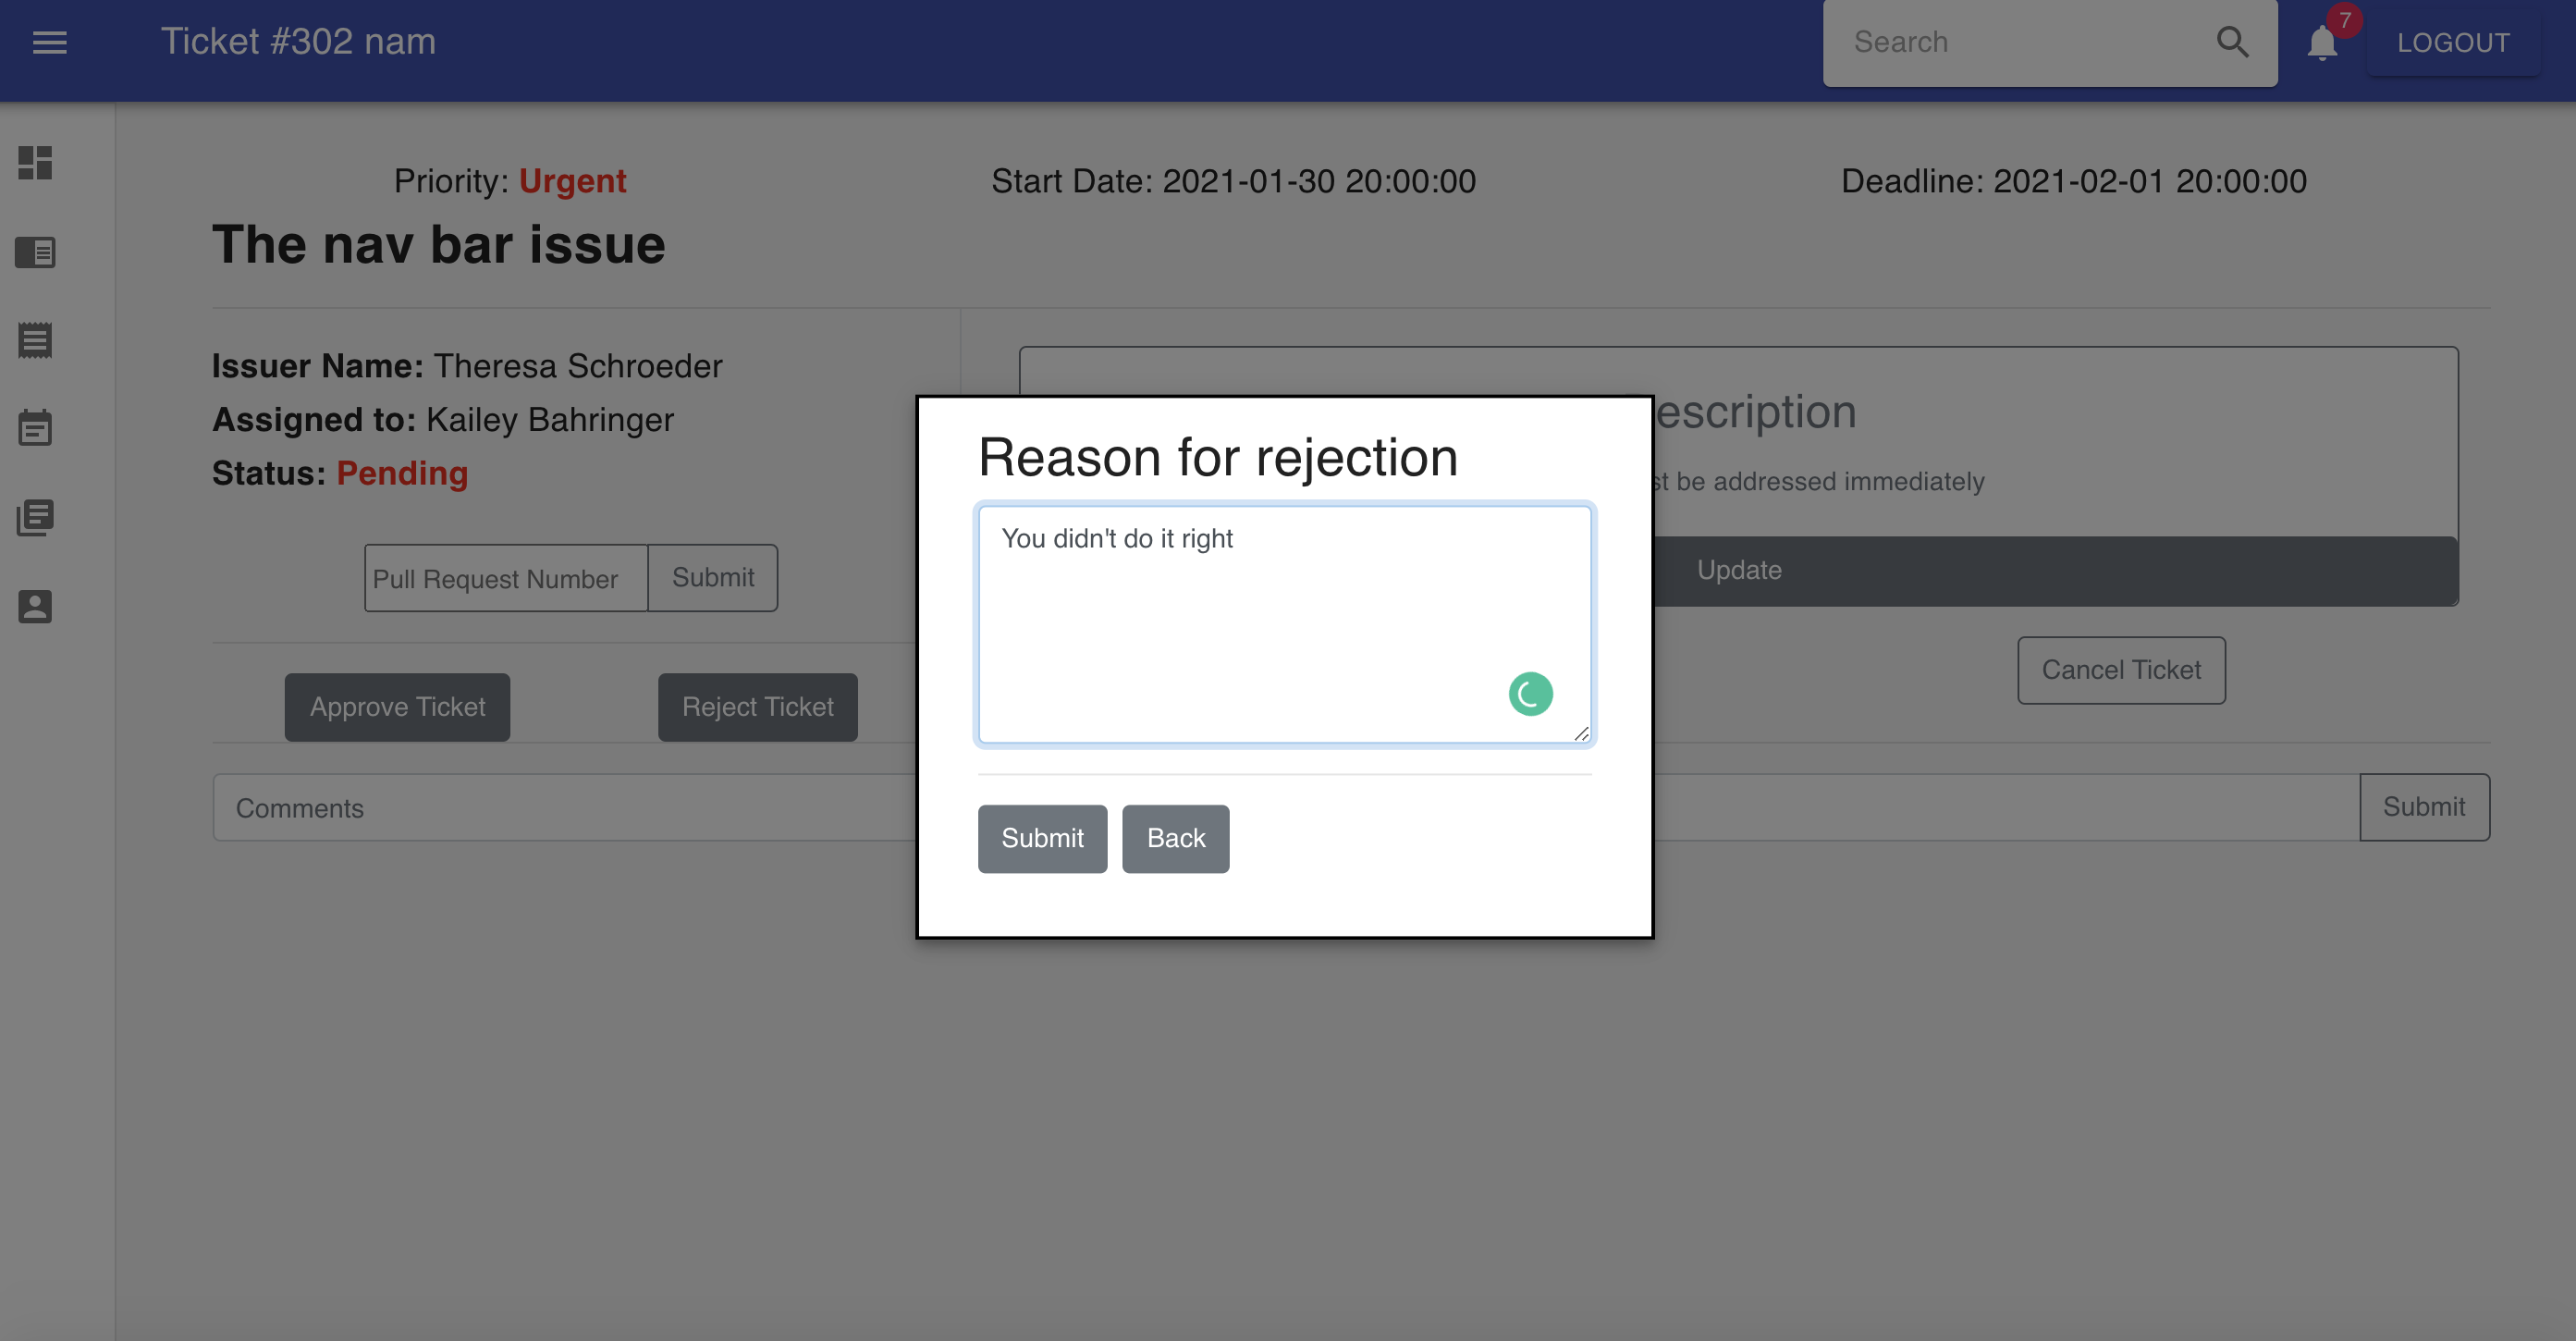 Ticket #302 nam
Search
7
LOGOUT
Priority: Urgent
Start Date: 2021-01-30 20:00:00
Deadline: 2021-02-01 20:00:00
The nav bar issue
Issuer Name: Theresa Schroeder
Assigned to: Kailey Bahringer
Status: Pending
Pull Request Number
Submit
Approve Ticket
Reject Ticket
escription
st be addressed immediately
Update
Cancel Ticket
Comments
Submit
Reason for rejection
You didn't do it right
Submit
Back